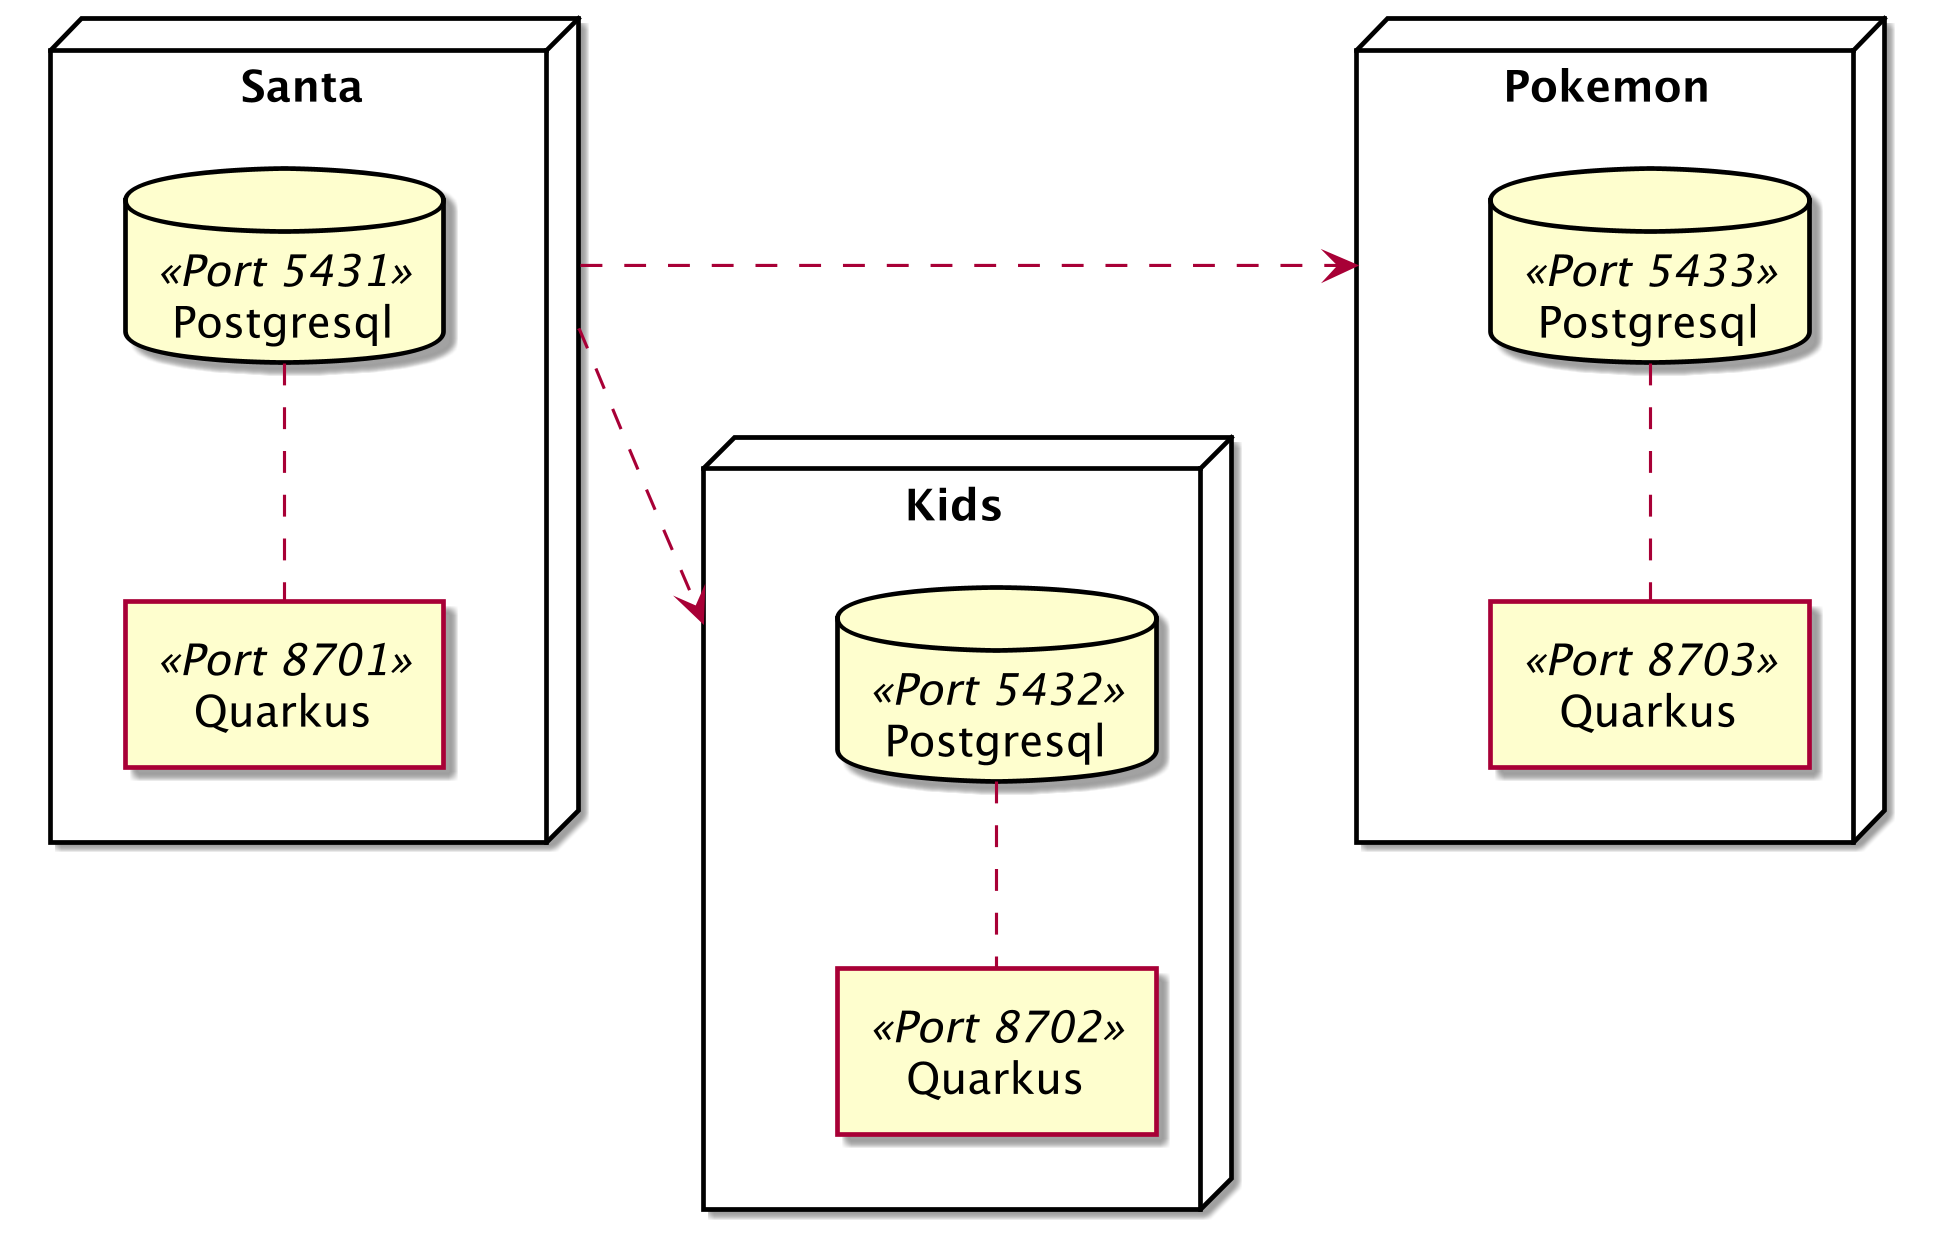 Santa
«Port 5431»
Postgresql
«Port 8701»
Quarkus
Kids
«Port 5432»
Postgresql
«Port 8702»
Quarkus
Pokemon
«Port 5433»
Postgresql
«Port 8703»
Quarkus